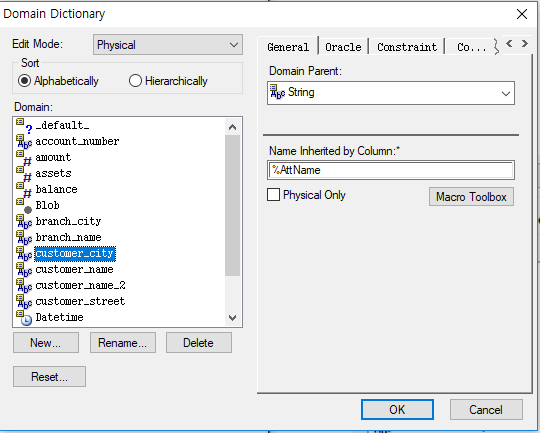 Domain Dictionary
Edit Mode:
Physical
Sort
Alphabetically
Hierarchically
Domain:
_default_
account_number
amount
assets
balance
Blob
branch_city
branch_name
customer_city
customer_name
customer_name_2
customer_street
Datetime
New...
Rename...
Delete
Reset...
General
Oracle
Constraint
Co...
Domain Parent:
String
Name Inherited by Column:*
%AttName
Physical Only
Macro Toolbox
OK
Cancel